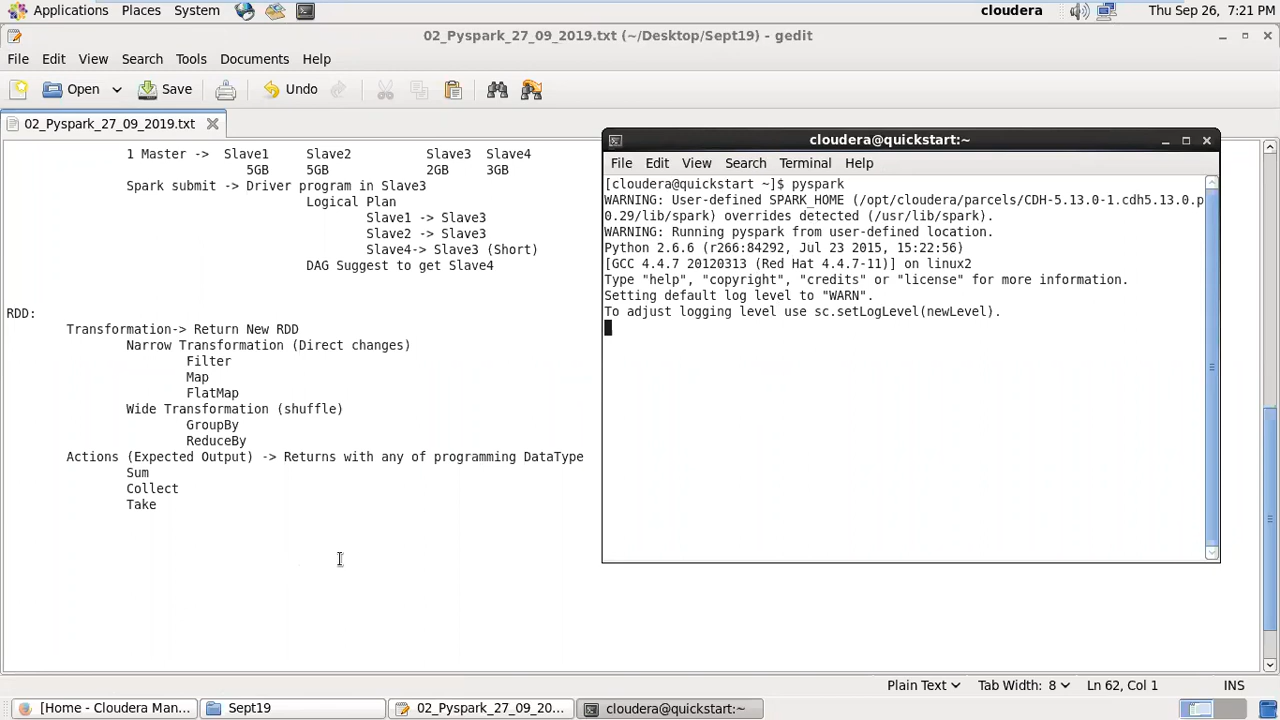 Applications Places System cloudera Thu Sep 26, 7:21 PM
02_Pyspark_27_09_2019.txt (~/Desktop/Sept19) - gedit
File Edit View Search Tools Documents Help
Open Save Undo
02_Pyspark_27_09_2019.txt
1 Master -> Slave1 Slave2 Slave3 Slave4
5GB 5GB 2GB 3GB
Spark submit -> Driver program in Slave3
Logical Plan
Slave1 -> Slave3
Slave2 -> Slave3
Slave4-> Slave3 (Short)
DAG Suggest to get Slave4
RDD:
Transformation-> Return New RDD
Narrow Transformation (Direct changes)
Filter
Map
FlatMap
Wide Transformation (shuffle)
GroupBy
ReduceBy
Actions (Expected Output) -> Returns with any of programming DataType
Sum
Collect
Take
cloudera@quickstart:~
File Edit View Search Terminal Help
[cloudera@quickstart ~]$ pyspark
WARNING: User-defined SPARK_HOME (/opt/cloudera/parcels/CDH-5.13.0-1.cdh5.13.0.p
0.29/lib/spark) overrides detected (/usr/lib/spark).
WARNING: Running pyspark from user-defined location.
Python 2.6.6 (r266:84292, Jul 23 2015, 15:22:56)
[GCC 4.4.7 20120313 (Red Hat 4.4.7-11)] on linux2
Type "help", "copyright", "credits" or "license" for more information.
Setting default log level to "WARN".
To adjust logging level use sc.setLogLevel(newLevel).
Plain Text Tab Width: 8 Ln 62, Col 1 INS
[Home - Cloudera Man... Sept19 02_Pyspark_27_09_20... cloudera@quickstart:~